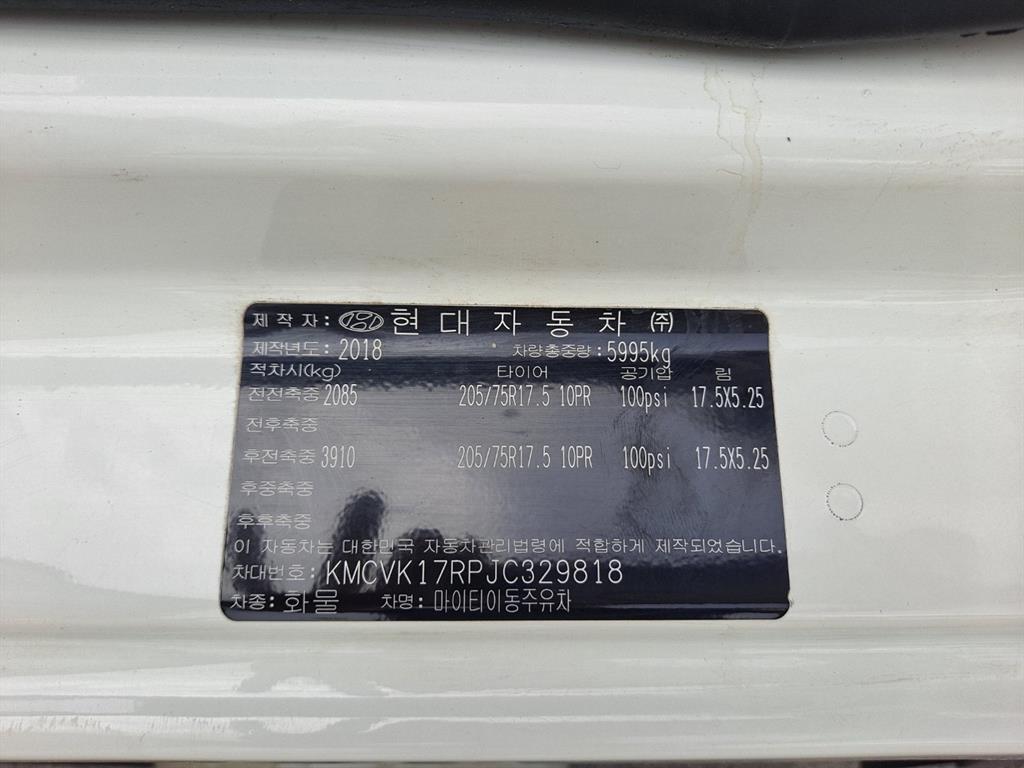 제작자: 현대자동차 ㈜
제작년도: 2018 차량총중량: 5995kg
적차시(kg) 타이어 공기압 림
전전축중 2085 205/75R17.5 10PR 100psi 17.5X5.25
전후축중
후전축중 3910 205/75R17.5 10PR 100psi 17.5X5.25
후중축중
후후축중
이 자동차는 대한민국 자동차관리법령에 적합하게 제작되었습니다.
차대번호: KMCVK17RPJC329818
차종: 화물 차명: 마이티이동주유차